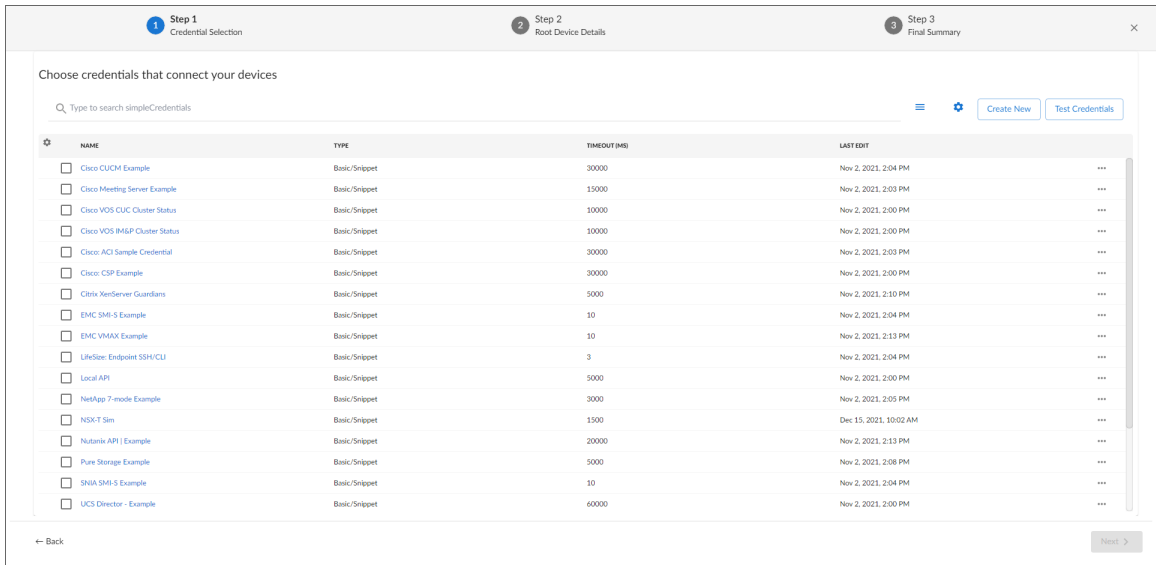 1 Step 1
Credential Selection
2 Step 2
Root Device Details
3 Step 3
Final Summary
Choose credentials that connect your devices
Type to search simpleCredentials
Create New
Test Credentials
NAME TYPE TIMEOUT (MS) LAST EDIT
Cisco CUCM Example Basic/Snippet 30000 Nov 2, 2021, 2:04 PM
Cisco Meeting Server Example Basic/Snippet 15000 Nov 2, 2021, 2:03 PM
Cisco VOS CUC Cluster Status Basic/Snippet 10000 Nov 2, 2021, 2:00 PM
Cisco VOS IM&P Cluster Status Basic/Snippet 10000 Nov 2, 2021, 2:00 PM
Cisco: ACI Sample Credential Basic/Snippet 30000 Nov 2, 2021, 2:03 PM
Cisco: CSP Example Basic/Snippet 30000 Nov 2, 2021, 2:00 PM
Citrix XenServer Guardians Basic/Snippet 5000 Nov 2, 2021, 2:10 PM
EMC SMI-S Example Basic/Snippet 10 Nov 2, 2021, 2:04 PM
EMC VMAX Example Basic/Snippet 10 Nov 2, 2021, 2:13 PM
LifeSize: Endpoint SSH/CLI Basic/Snippet 3 Nov 2, 2021, 2:04 PM
Local API Basic/Snippet 5000 Nov 2, 2021, 2:00 PM
NetApp 7-mode Example Basic/Snippet 3000 Nov 2, 2021, 2:05 PM
NSX-T Sim Basic/Snippet 1500 Dec 15, 2021, 10:02 AM
Nutanix API | Example Basic/Snippet 20000 Nov 2, 2021, 2:13 PM
Pure Storage Example Basic/Snippet 5000 Nov 2, 2021, 2:08 PM
SNIA SMI-S Example Basic/Snippet 10 Nov 2, 2021, 2:04 PM
UCS Director - Example Basic/Snippet 60000 Nov 2, 2021, 2:00 PM
← Back
Next >